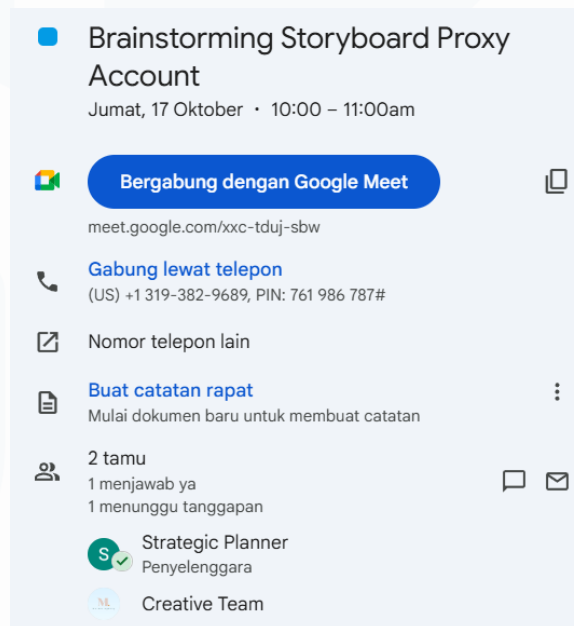 Brainstorming Storyboard Proxy
Account
Jumat, 17 Oktober · 10:00 – 11:00am
Bergabung dengan Google Meet
meet.google.com/xxc-tduj-sbw
Gabung lewat telepon
(US) +1 319-382-9689, PIN: 761 986 787#
Nomor telepon lain
Buat catatan rapat
Mulai dokumen baru untuk membuat catatan
2 tamu
1 menjawab ya
1 menunggu tanggapan
S
Strategic Planner
Penyelenggara
Creative Team